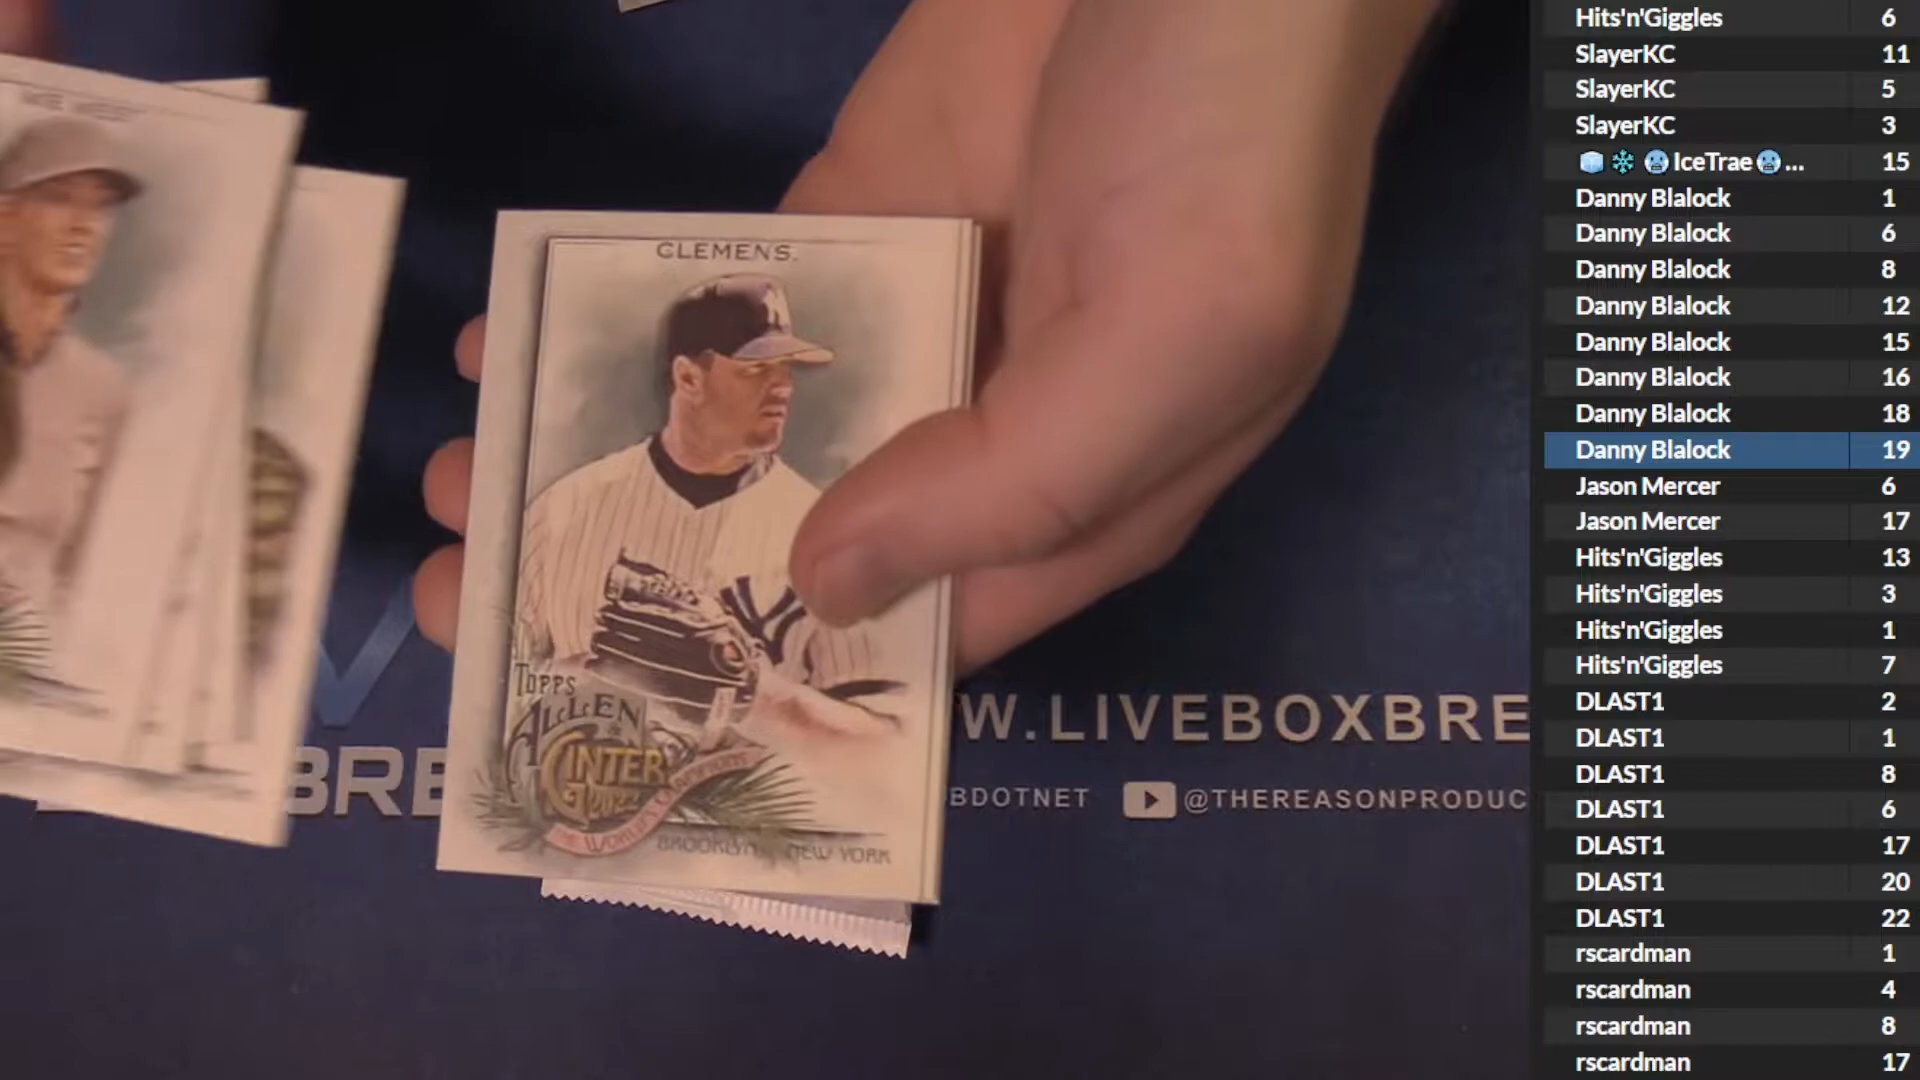 CLEMENS.
TOPPS
ALLEN
&
GINTER
THE WORLD'S CHAMPIONS
BROOKLYN, NEW YORK
BRE
W.LIVEBOXBRE
BDOTNET
@THEREASONPRODUC
Hits'n'Giggles 6
SlayerKC 11
SlayerKC 5
SlayerKC 3
🧊❄️🥶IceTrae🥶... 15
Danny Blalock 1
Danny Blalock 6
Danny Blalock 8
Danny Blalock 12
Danny Blalock 15
Danny Blalock 16
Danny Blalock 18
Danny Blalock 19
Jason Mercer 6
Jason Mercer 17
Hits'n'Giggles 13
Hits'n'Giggles 3
Hits'n'Giggles 1
Hits'n'Giggles 7
DLAST1 2
DLAST1 1
DLAST1 8
DLAST1 6
DLAST1 17
DLAST1 20
DLAST1 22
rscardman 1
rscardman 4
rscardman 8
rscardman 17